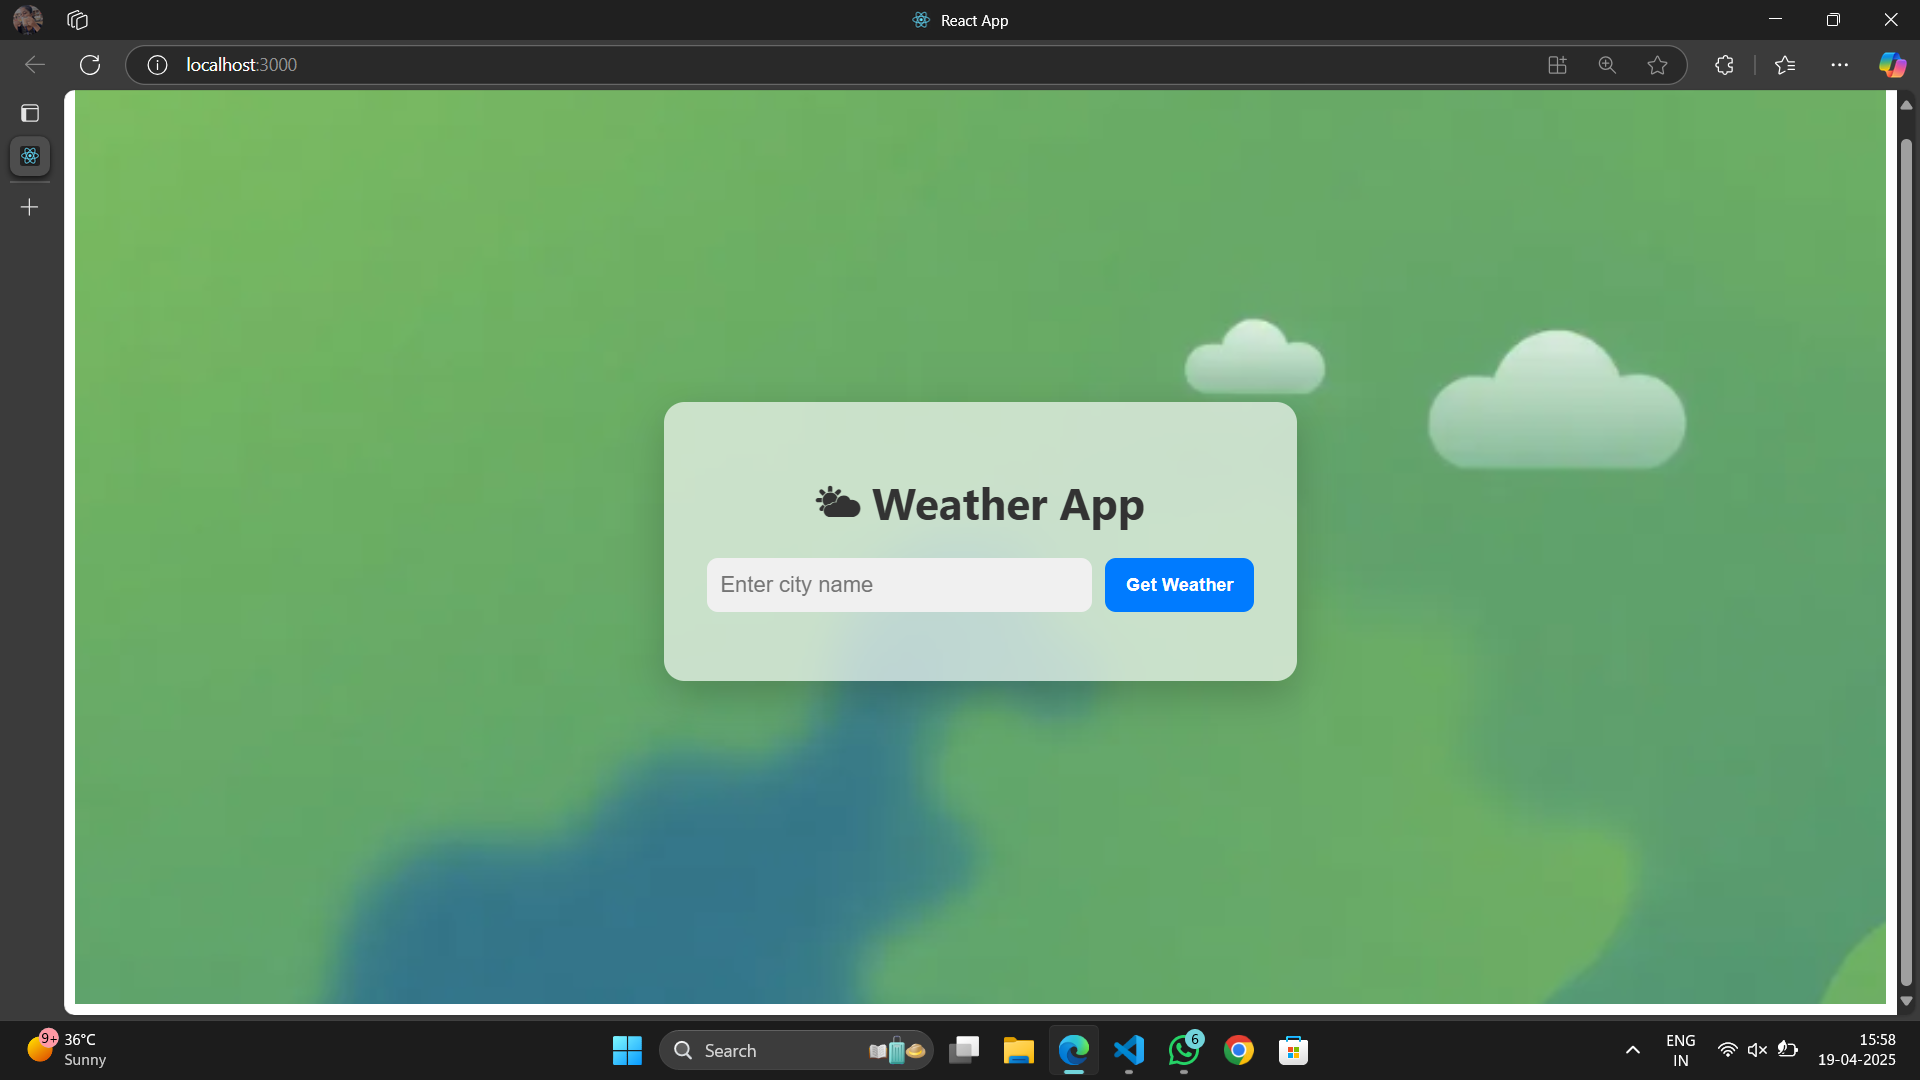 React App
localhost:3000
Weather App
Enter city name
Get Weather
9+
36°C
Sunny
Search
6
ENG
IN
15:58
19-04-2025